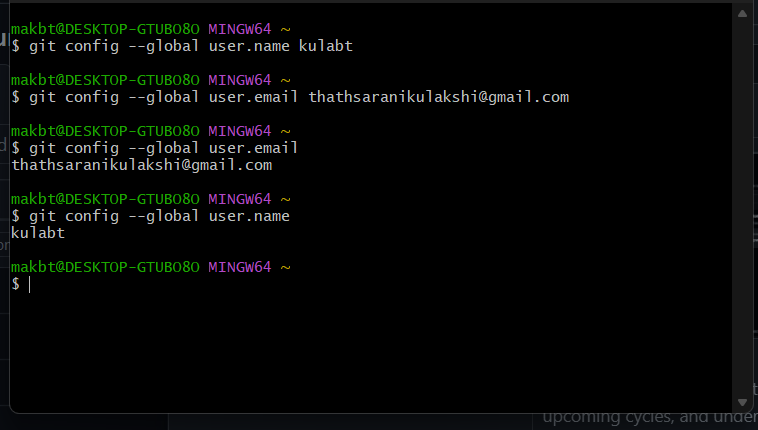 makbt@DESKTOP-GTUBO8O MINGW64 ~
$ git config --global user.name kulabt
makbt@DESKTOP-GTUBO8O MINGW64 ~
$ git config --global user.email thathsaranikulakshi@gmail.com
makbt@DESKTOP-GTUBO8O MINGW64 ~
$ git config --global user.email
thathsaranikulakshi@gmail.com
makbt@DESKTOP-GTUBO8O MINGW64 ~
$ git config --global user.name
kulabt
makbt@DESKTOP-GTUBO8O MINGW64 ~
$
upcoming cycles, and under